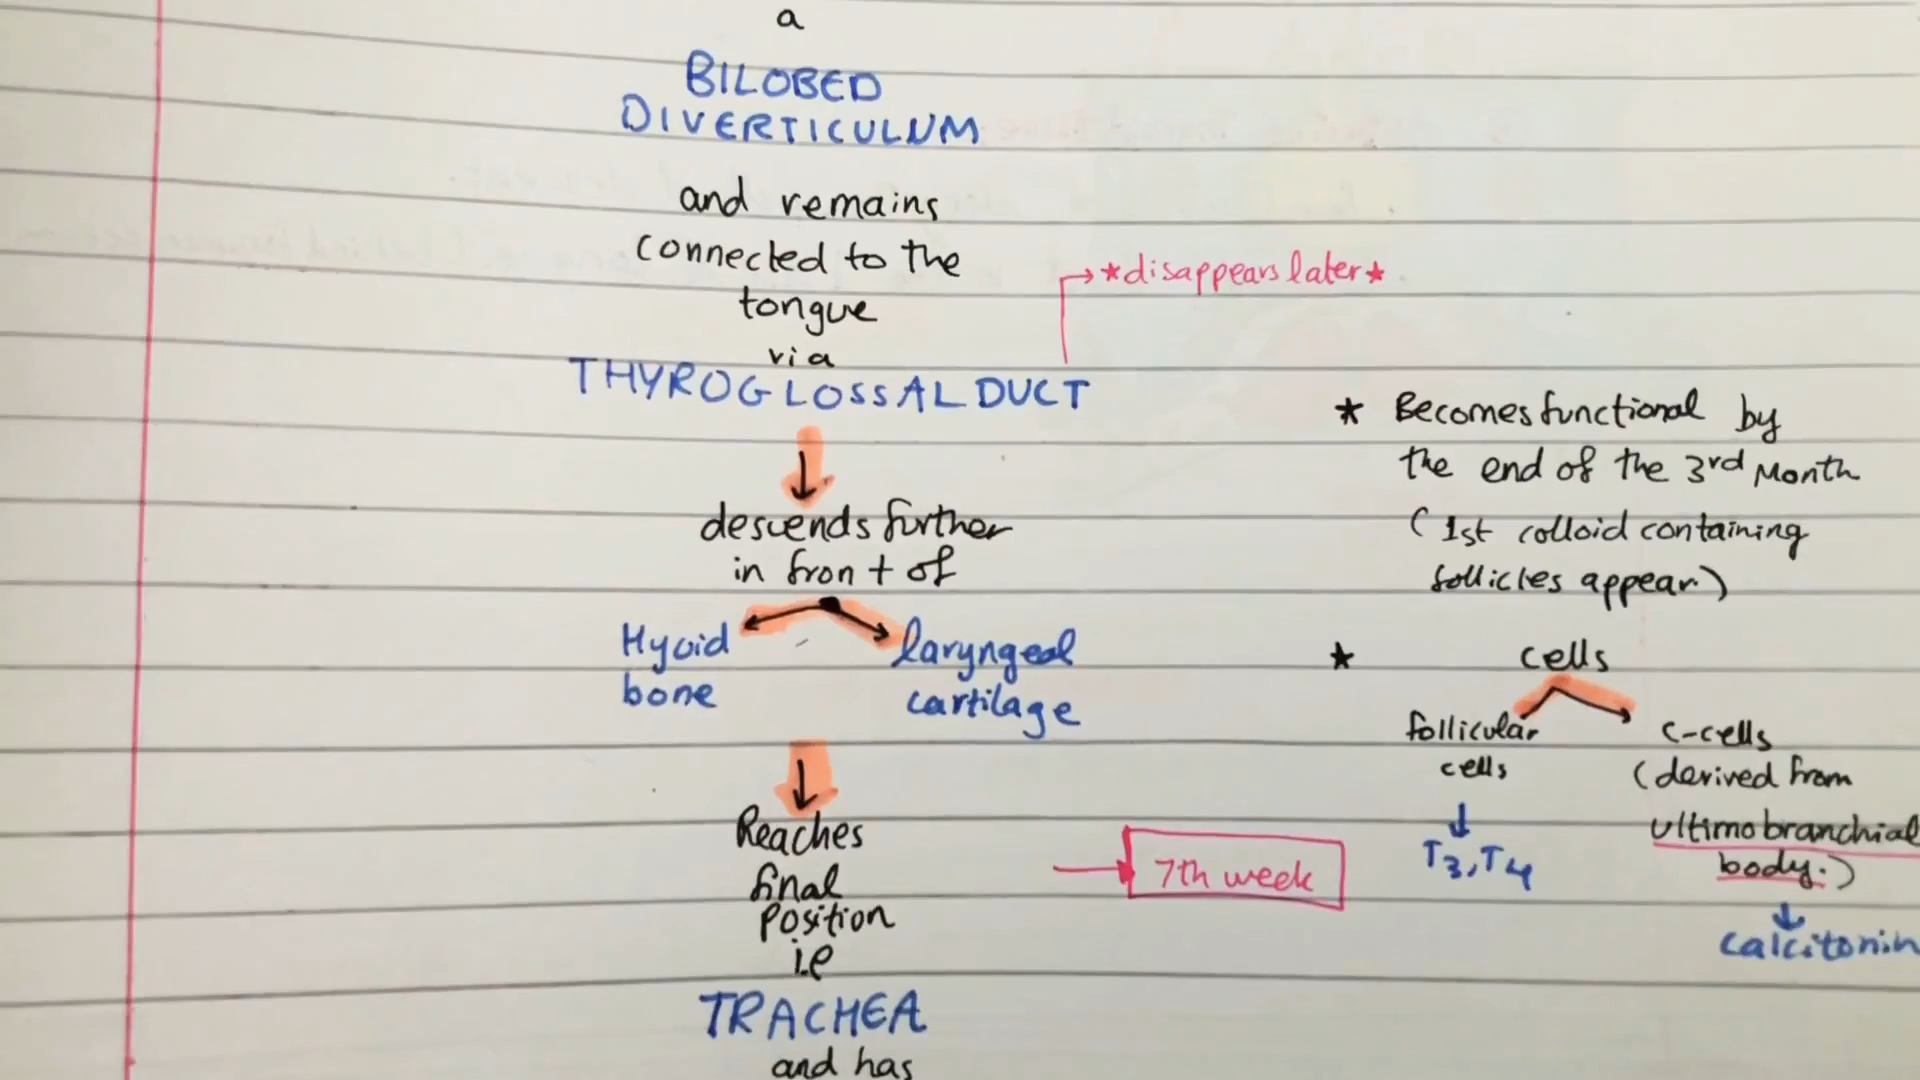 a
BILOBED
DIVERTICULUM
and remains
connected to the
tongue
via
THYROGLOSSAL DUCT
→ *disappears later*
descends further
in front of
Hyoid
bone
laryngeal
cartilage
Reaches
final
position
i.e
TRACHEA
and has
→ 7th week
* Becomes functional by
the end of the 3rd Month
(1st colloid containing
follicles appear.)
* cells
follicular
cells
↓
T3, T4
C-cells
(derived from
ultimobranchial
body.)
↓
calcitonin